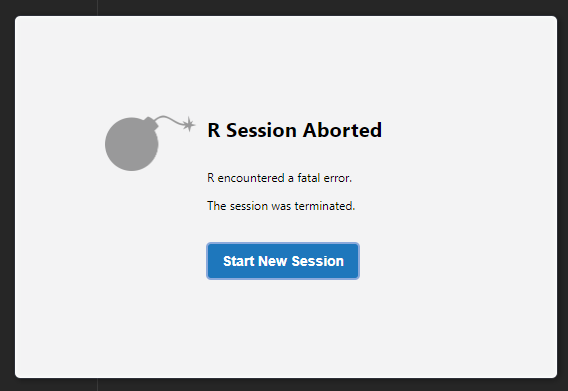 R Session Aborted
R encountered a fatal error.
The session was terminated.
Start New Session